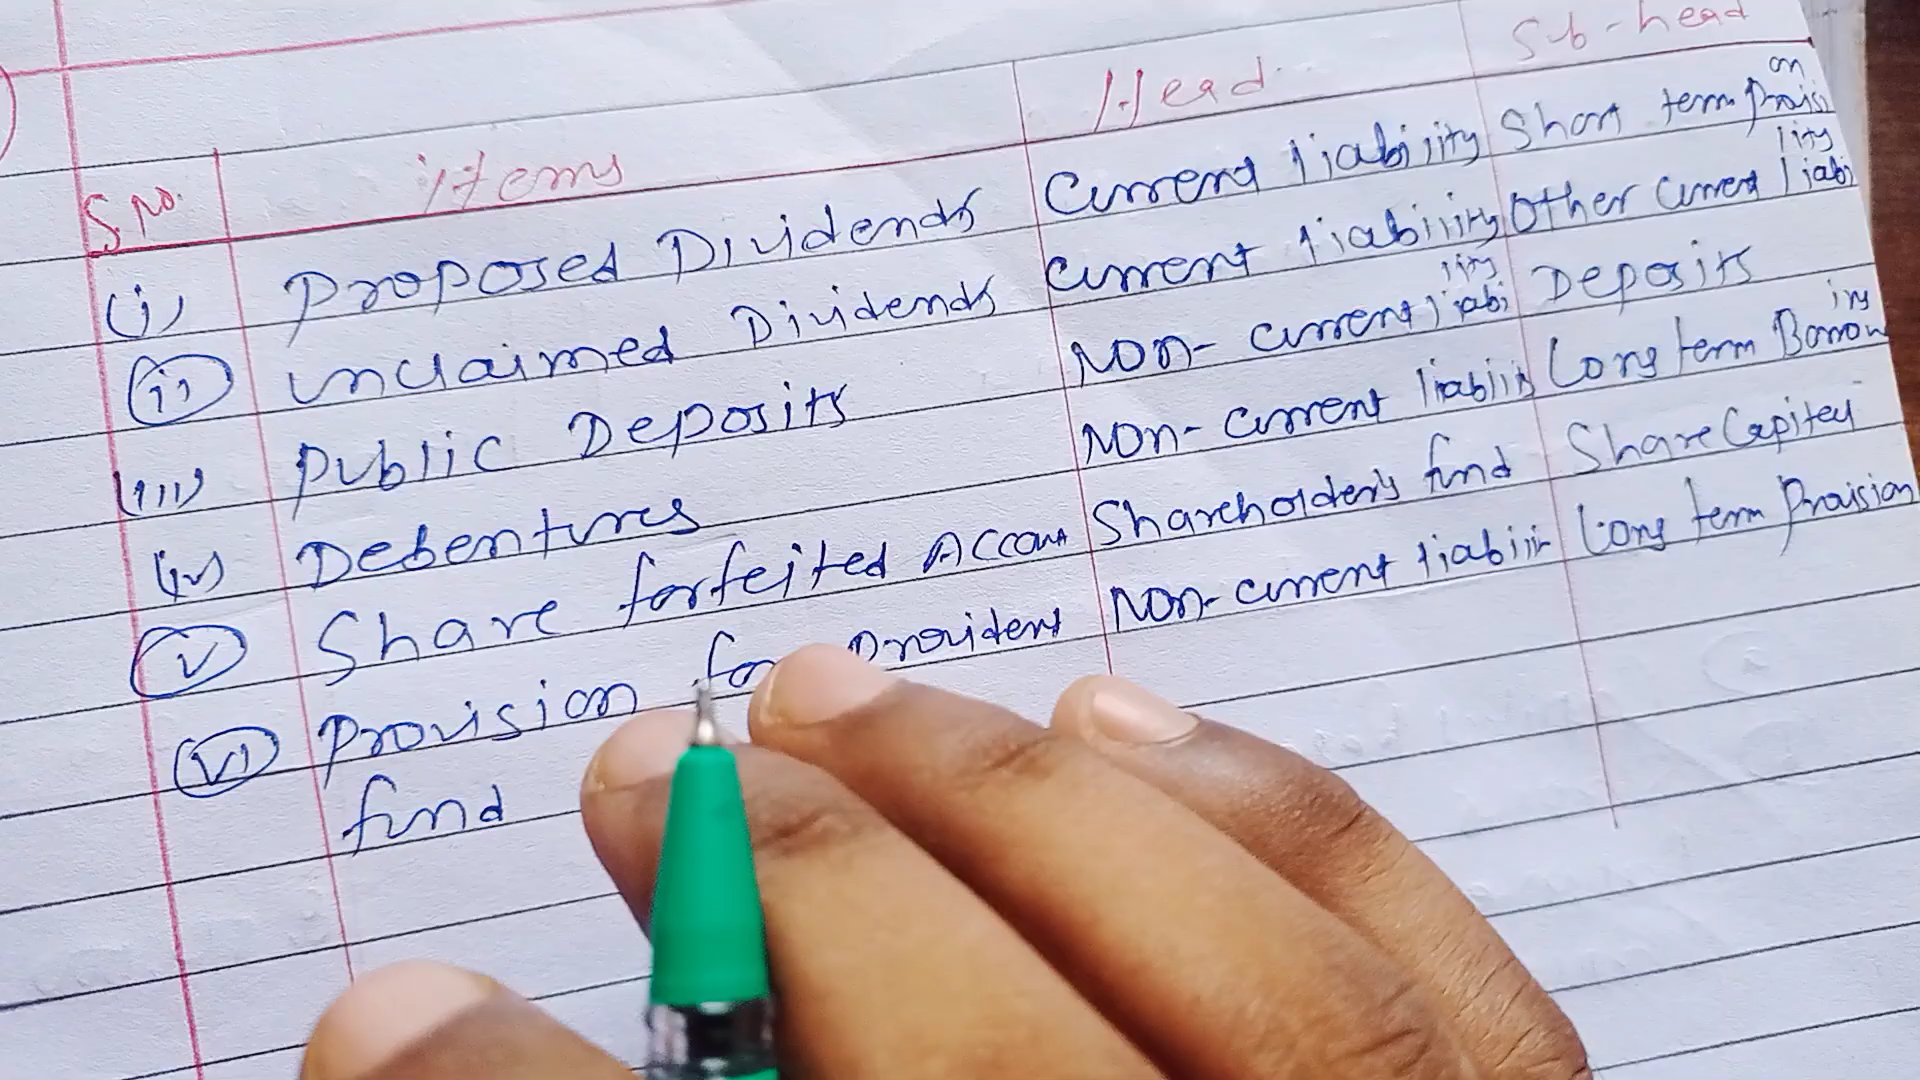 S.No. items Head Sub-head
(i) Proposed Dividends Current liability Short term Provision
(ii) unclaimed Dividends Current liability Other current liability
(iii) Public Deposits Non-current liability Deposits
(iv) Debentures Non-current liability Long term Borrowing
(v) Share forfeited Account Shareholder's fund Share Capital
(vi) Provision for Provident Non-current liability Long term Provision
fund